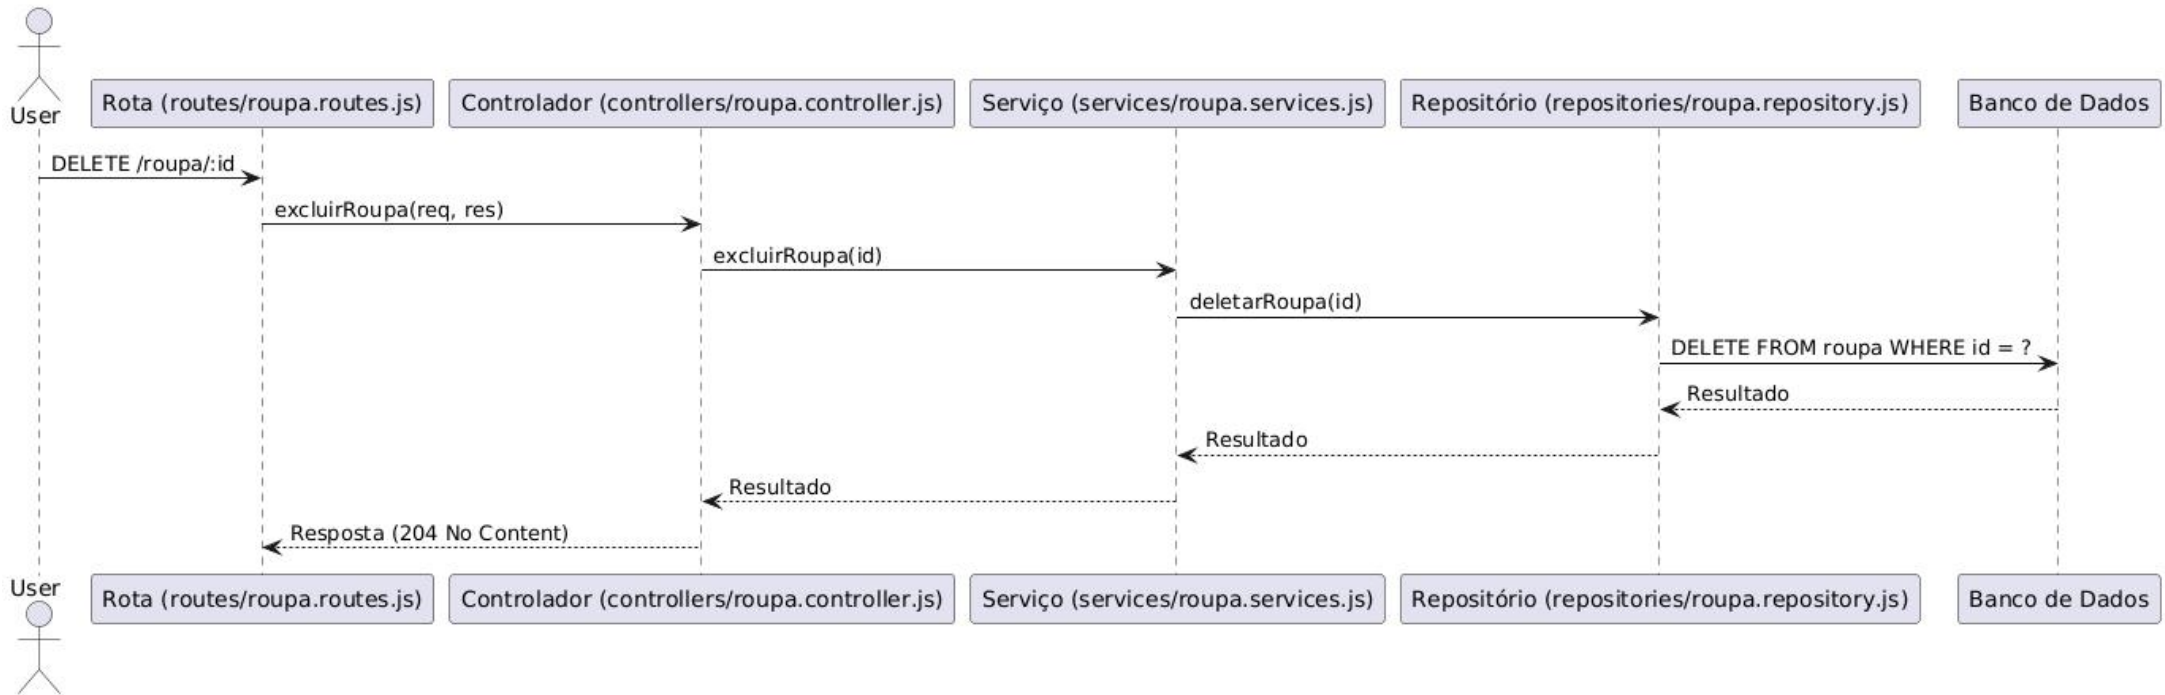 User
Rota (routes/roupa.routes.js)
Controlador (controllers/roupa.controller.js)
Serviço (services/roupa.services.js)
Repositório (repositories/roupa.repository.js)
Banco de Dados
DELETE /roupa/:id
excluirRoupa(req, res)
excluirRoupa(id)
deletarRoupa(id)
DELETE FROM roupa WHERE id = ?
Resultado
Resultado
Resultado
Resposta (204 No Content)
User
Rota (routes/roupa.routes.js)
Controlador (controllers/roupa.controller.js)
Serviço (services/roupa.services.js)
Repositório (repositories/roupa.repository.js)
Banco de Dados